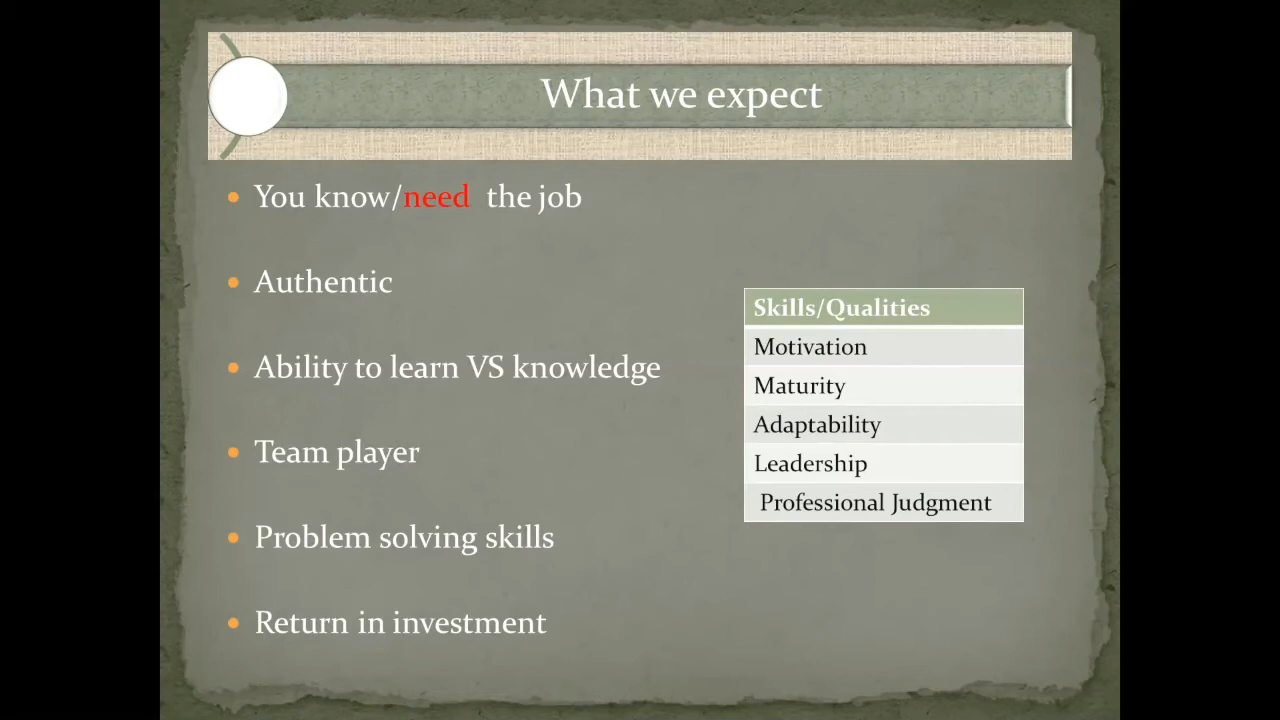 What we expect
You know/need the job
Authentic
Ability to learn VS knowledge
Team player
Problem solving skills
Return in investment
Skills/Qualities
Motivation
Maturity
Adaptability
Leadership
Professional Judgment